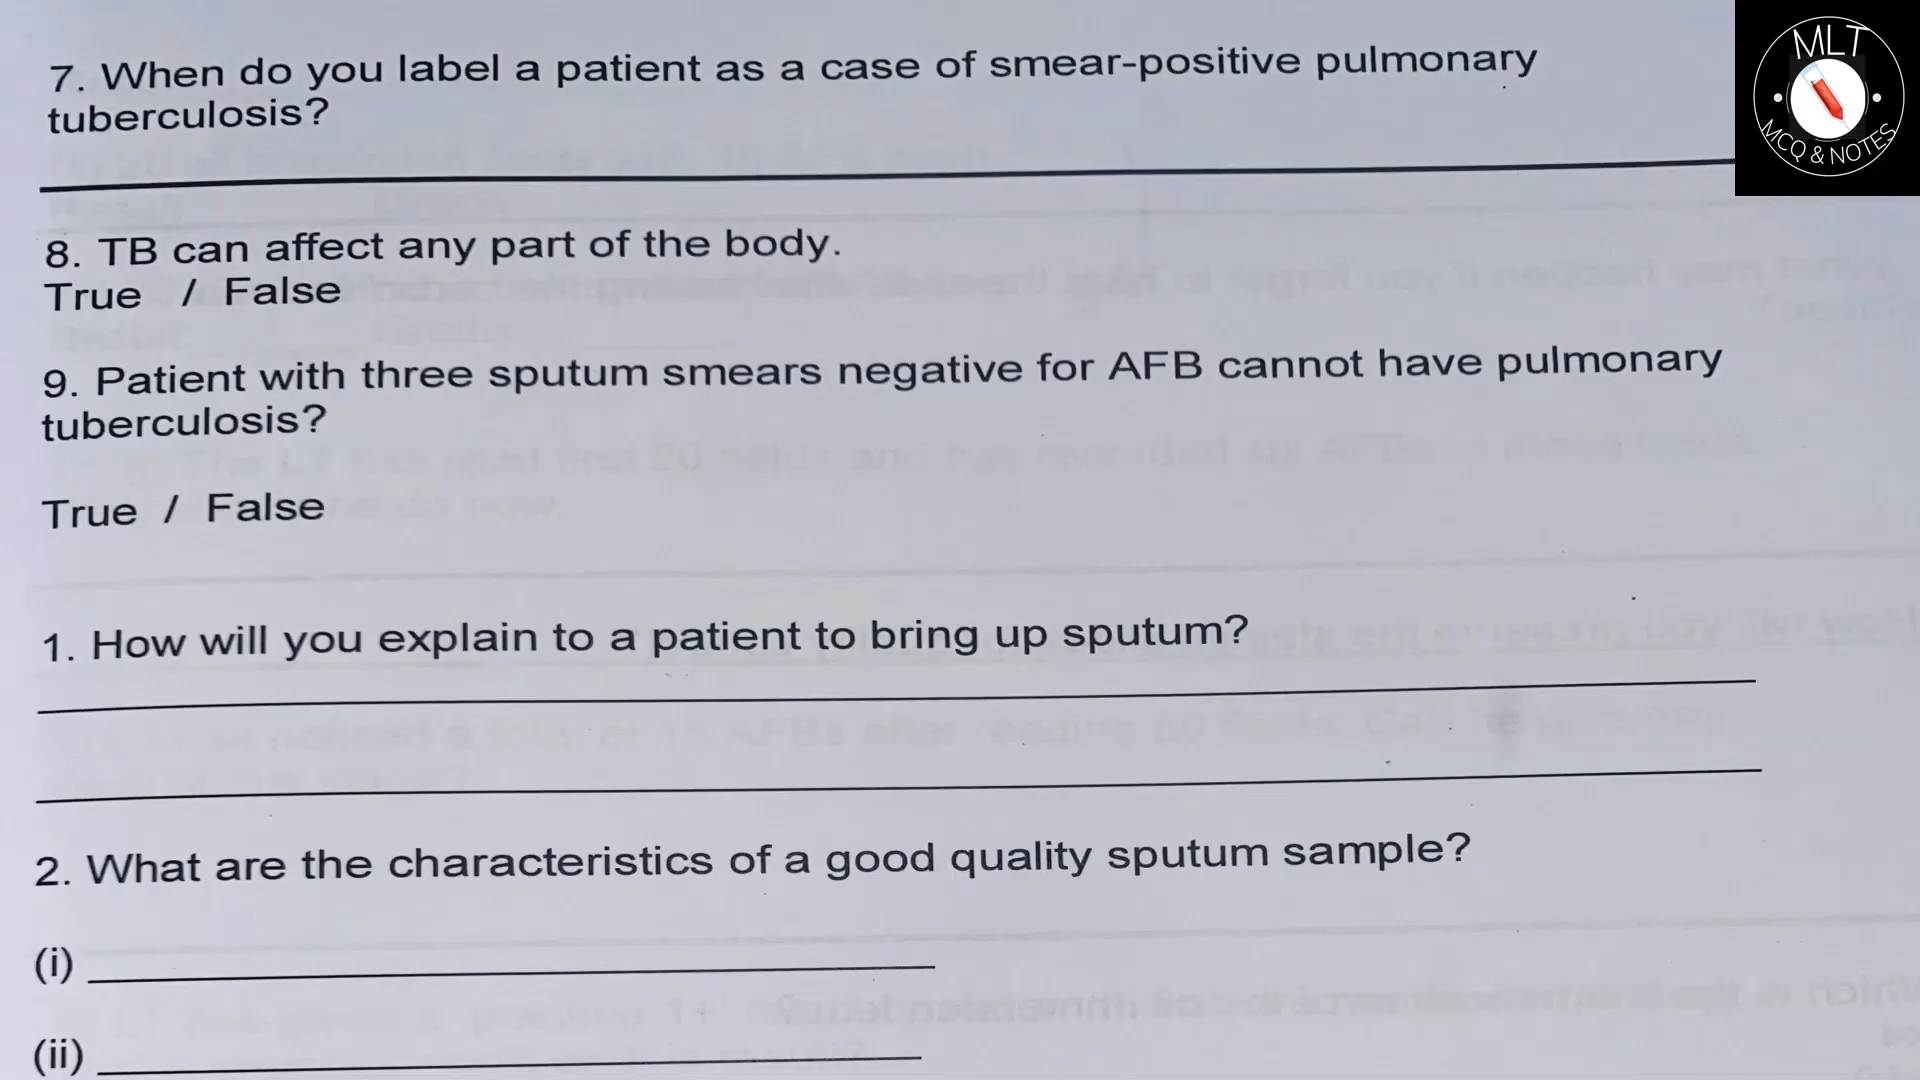 MLT
MCQ & NOTES
7. When do you label a patient as a case of smear-positive pulmonary
tuberculosis?
8. TB can affect any part of the body.
True / False
9. Patient with three sputum smears negative for AFB cannot have pulmonary
tuberculosis?
True / False
1. How will you explain to a patient to bring up sputum?
2. What are the characteristics of a good quality sputum sample?
(i)
(ii)